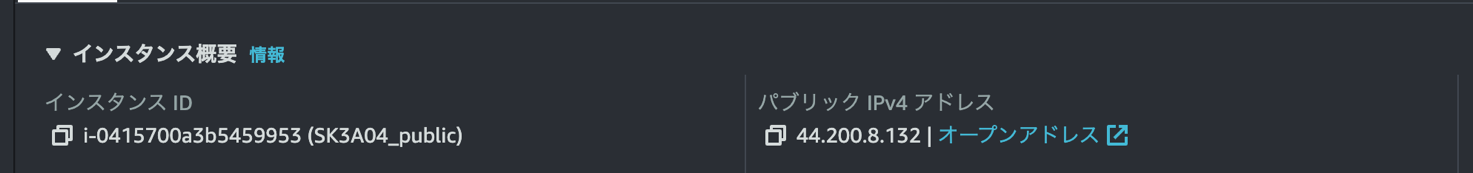 ▼ インスタンス概要 情報
インスタンス ID
i-0415700a3b5459953 (SK3A04_public)
パブリック IPv4 アドレス
44.200.8.132 | オープンアドレス